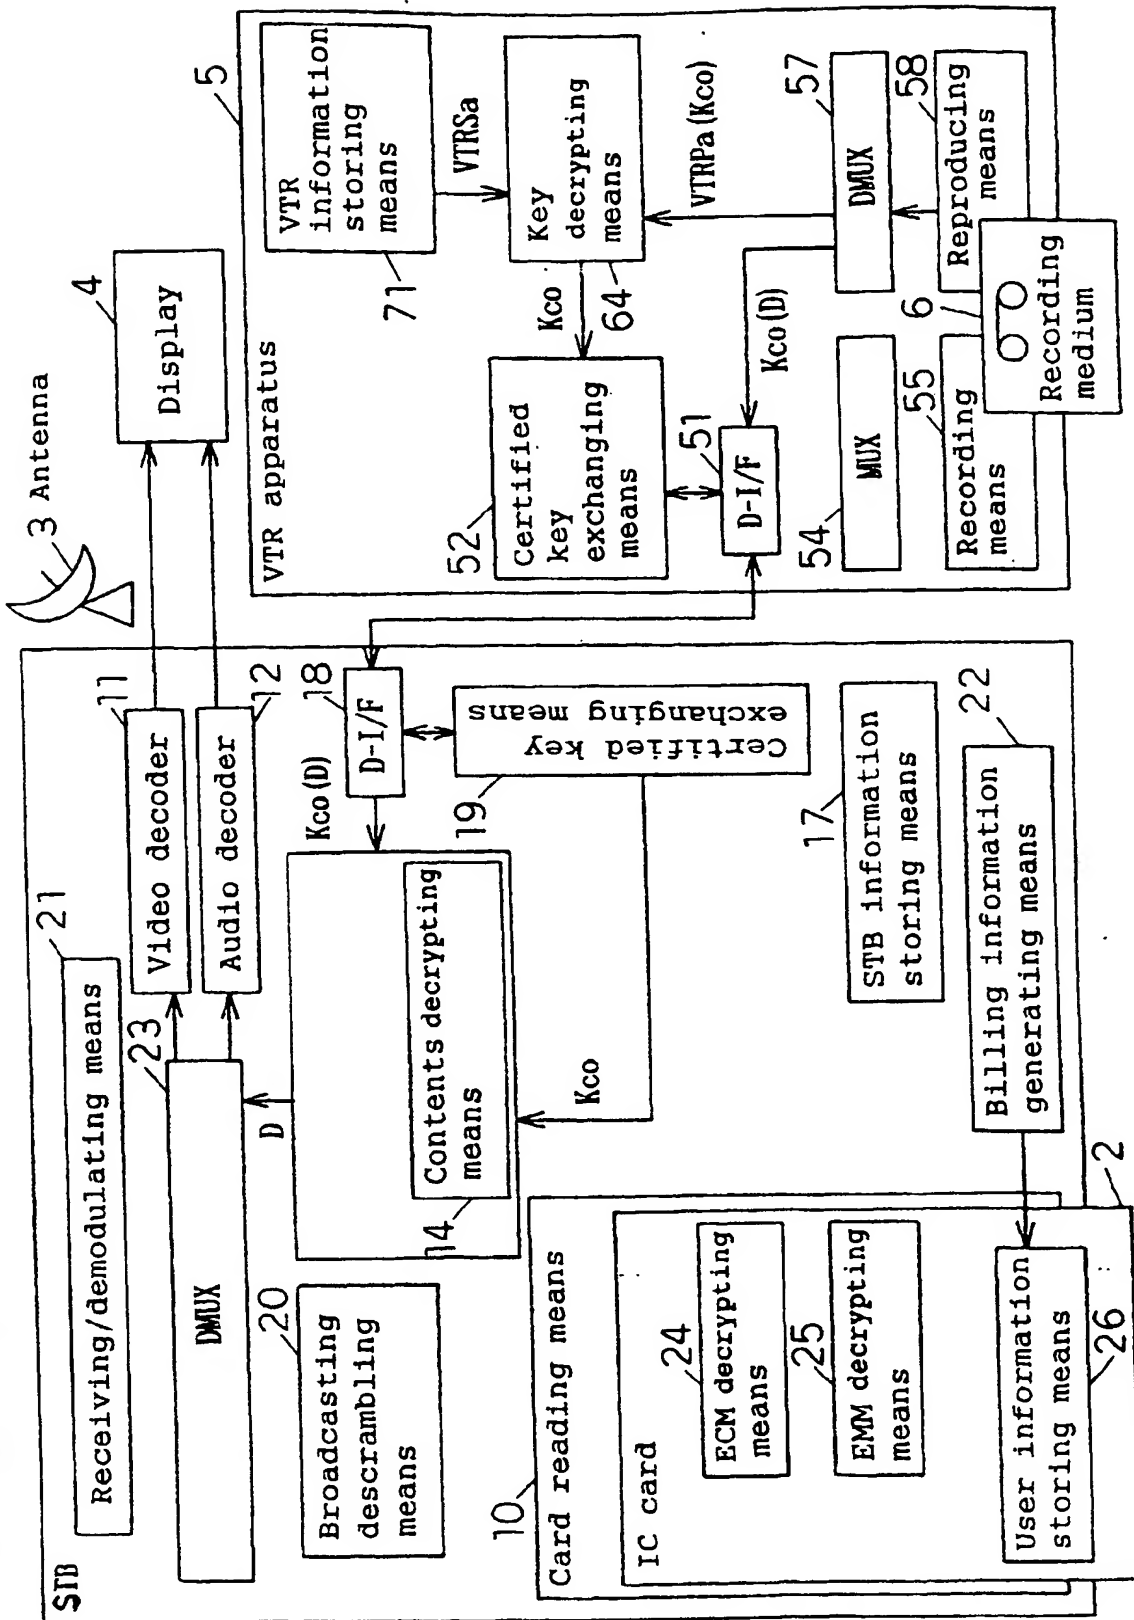 STB
Receiving/demodulating means
21
DMUX
23
Video decoder
11
Audio decoder
12
3 Antenna
Display
4
Broadcasting
descrambling
means
20
D
Contents decrypting
means
14
Kco(D)
D-I/F
18
Certified key
exchanging means
19
Kco
Card reading means
10
IC card
2
ECM decrypting
means
24
EMM decrypting
means
25
User information
storing means
26
STB information
storing means
17
Billing information
generating means
22
VTR apparatus
5
VTR
information
storing
means
71
VTRSa
Key
decrypting
means
64
Kco
Certified
key
exchanging
means
52
VTRPa(Kco)
Kco(D)
D-I/F
51
MUX
54
DMUX
57
Recording
means
55
Reproducing
means
58
6
Recording
medium